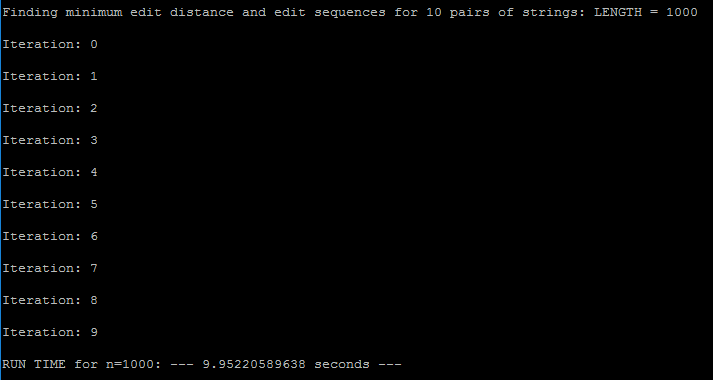 Finding minimum edit distance and edit sequences for 10 pairs of strings: LENGTH = 1000
Iteration: 0
Iteration: 1
Iteration: 2
Iteration: 3
Iteration: 4
Iteration: 5
Iteration: 6
Iteration: 7
Iteration: 8
Iteration: 9
RUN TIME for n=1000: --- 9.95220589638 seconds ---